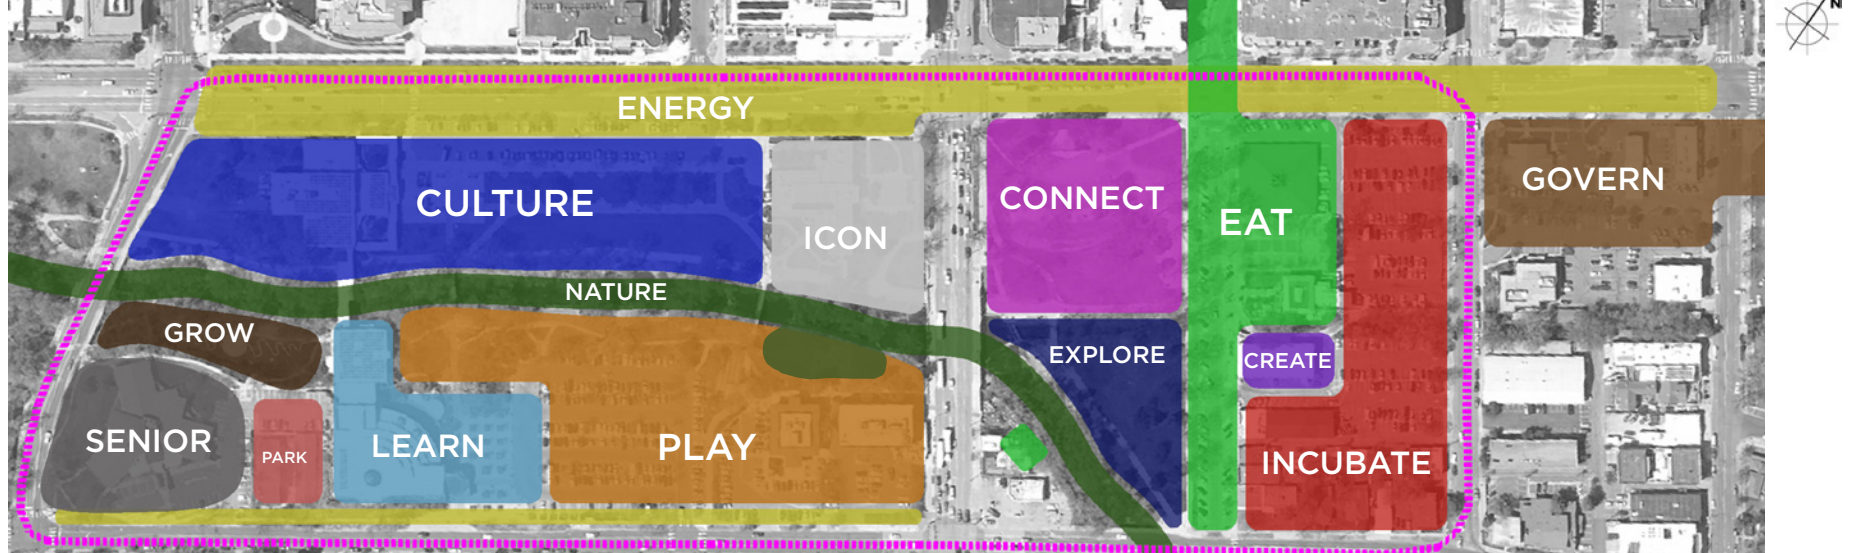 N
ENERGY
CULTURE
ICON
CONNECT
EAT
GOVERN
NATURE
GROW
EXPLORE
CREATE
SENIOR
PARK
LEARN
PLAY
INCUBATE